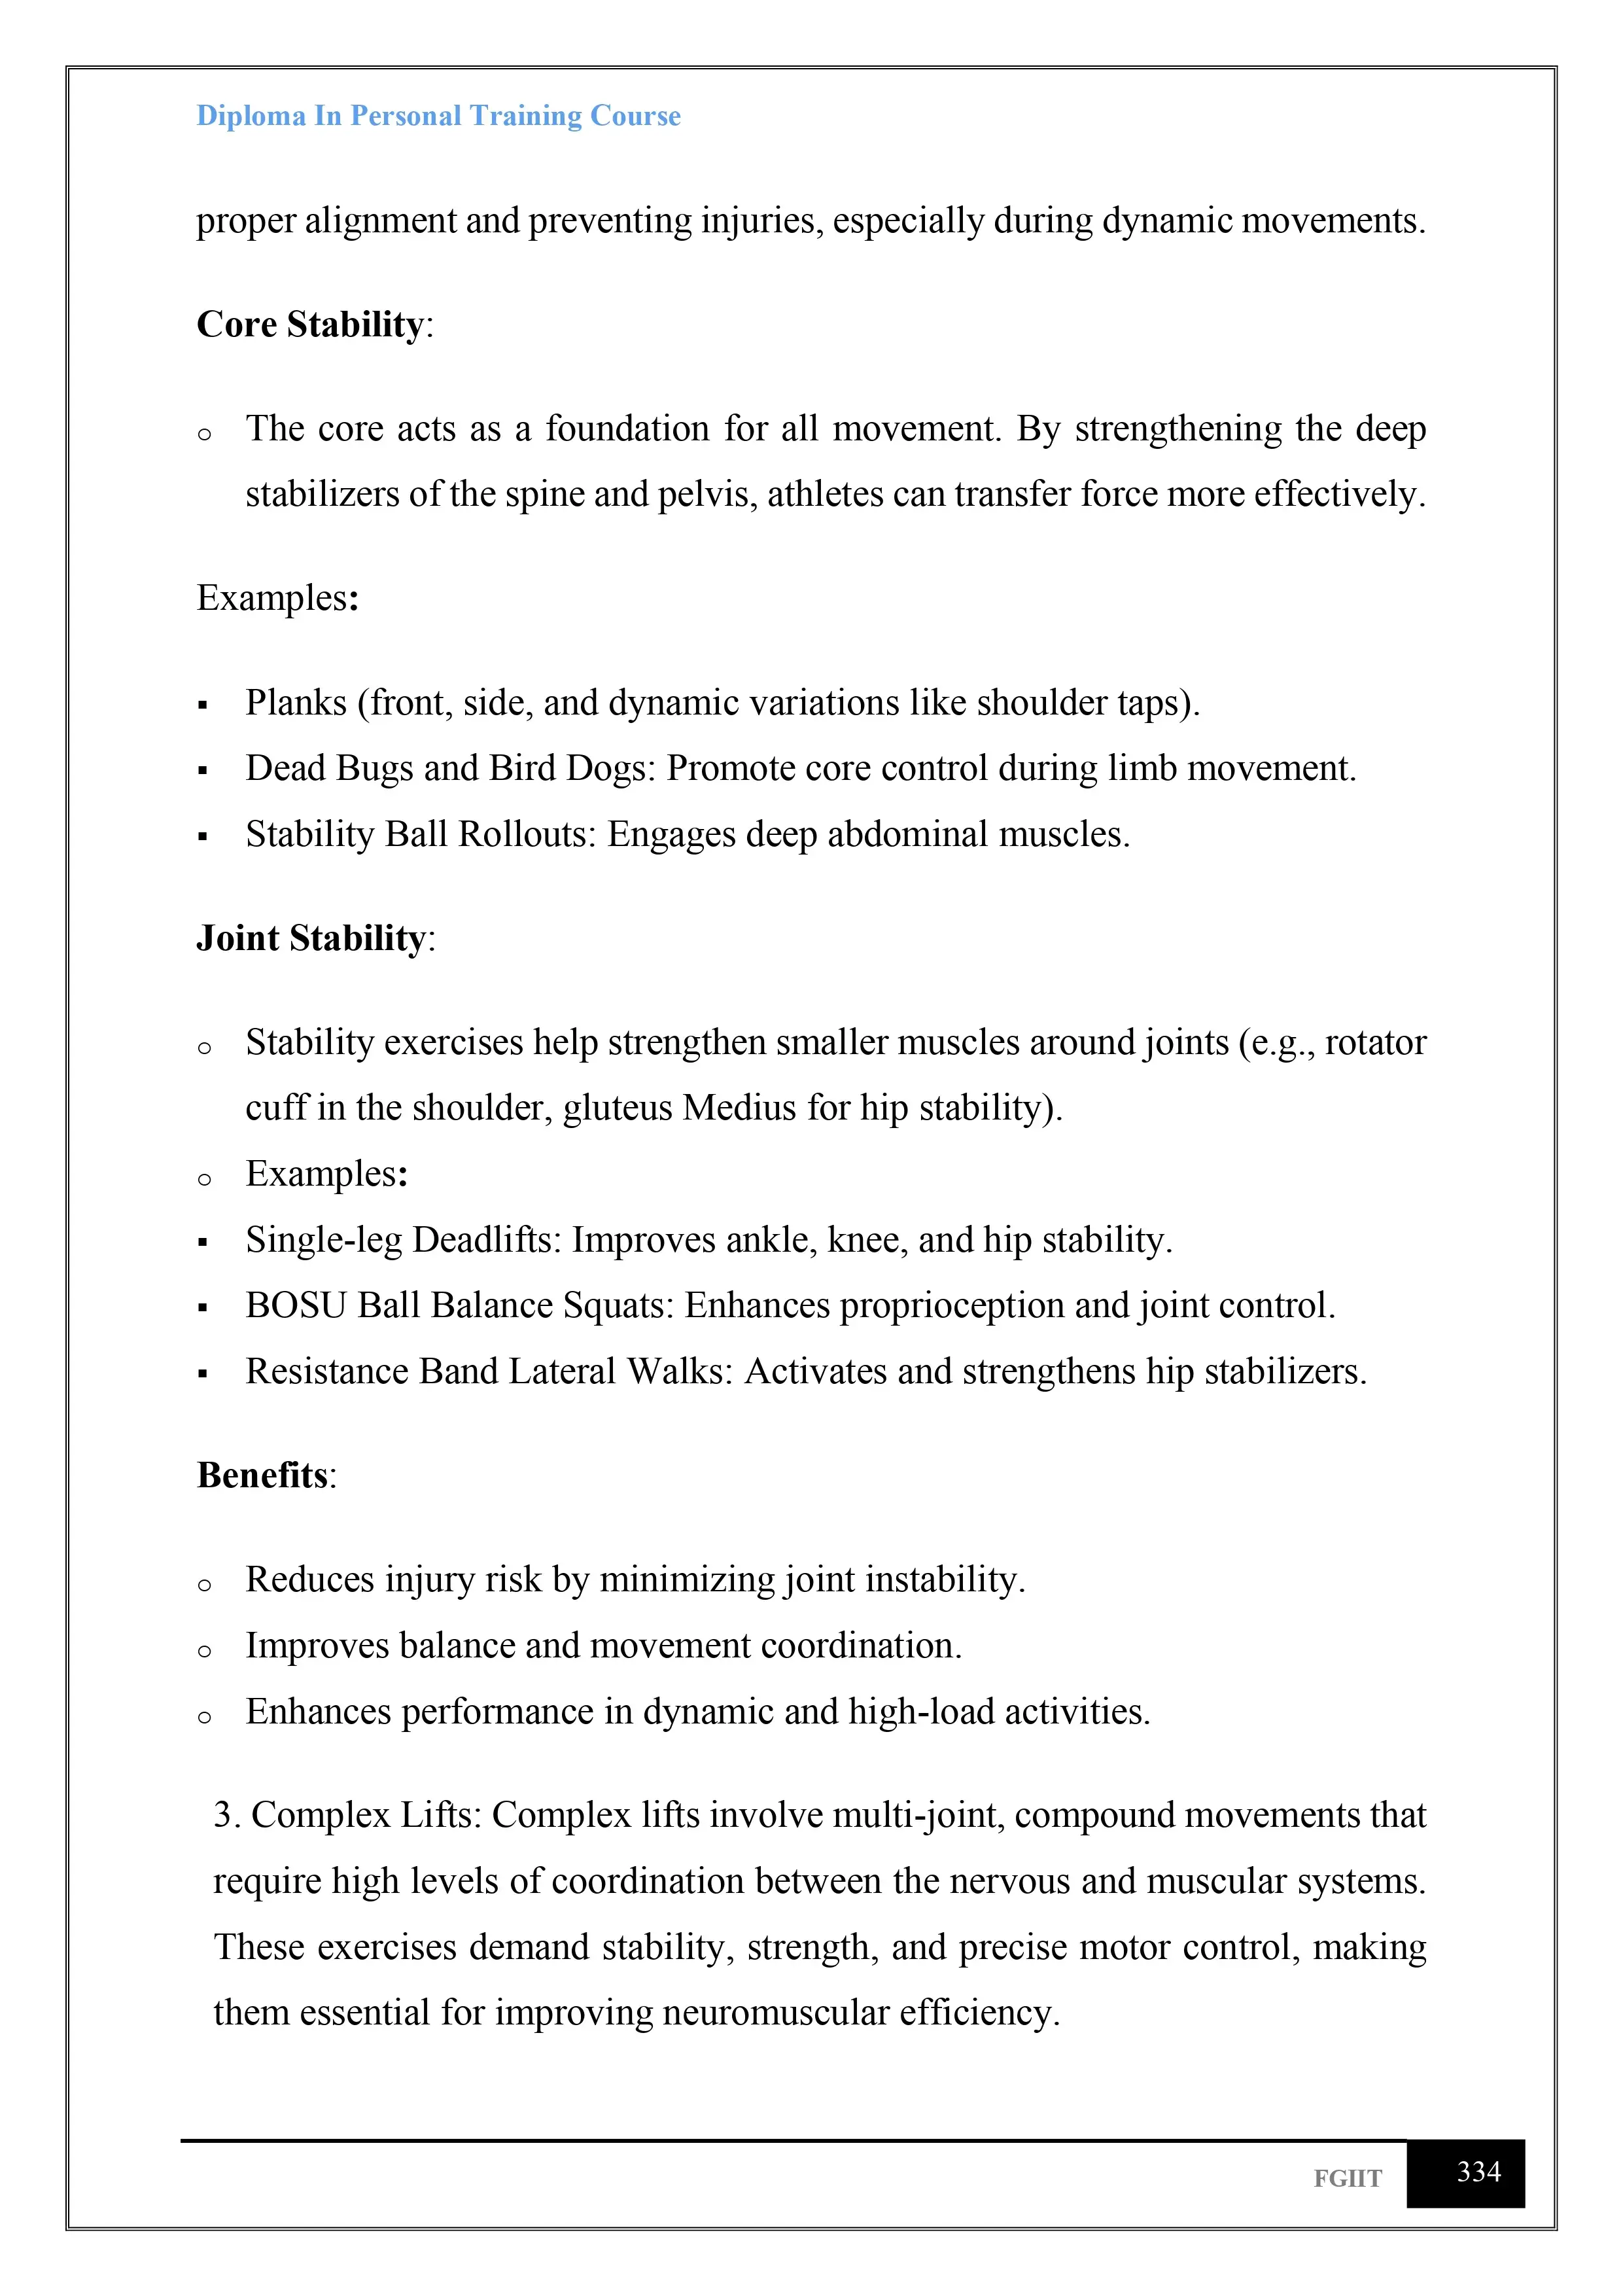 Diploma In Personal Training Course
proper alignment and preventing injuries, especially during dynamic movements.
Core Stability:
o The core acts as a foundation for all movement. By strengthening the deep
stabilizers of the spine and pelvis, athletes can transfer force more effectively.
Examples:
▪ Planks (front, side, and dynamic variations like shoulder taps).
▪ Dead Bugs and Bird Dogs: Promote core control during limb movement.
▪ Stability Ball Rollouts: Engages deep abdominal muscles.
Joint Stability:
o Stability exercises help strengthen smaller muscles around joints (e.g., rotator
cuff in the shoulder, gluteus Medius for hip stability).
o Examples:
▪ Single-leg Deadlifts: Improves ankle, knee, and hip stability.
▪ BOSU Ball Balance Squats: Enhances proprioception and joint control.
▪ Resistance Band Lateral Walks: Activates and strengthens hip stabilizers.
Benefits:
o Reduces injury risk by minimizing joint instability.
o Improves balance and movement coordination.
o Enhances performance in dynamic and high-load activities.
3. Complex Lifts: Complex lifts involve multi-joint, compound movements that
require high levels of coordination between the nervous and muscular systems.
These exercises demand stability, strength, and precise motor control, making
them essential for improving neuromuscular efficiency.
FGIIT 334